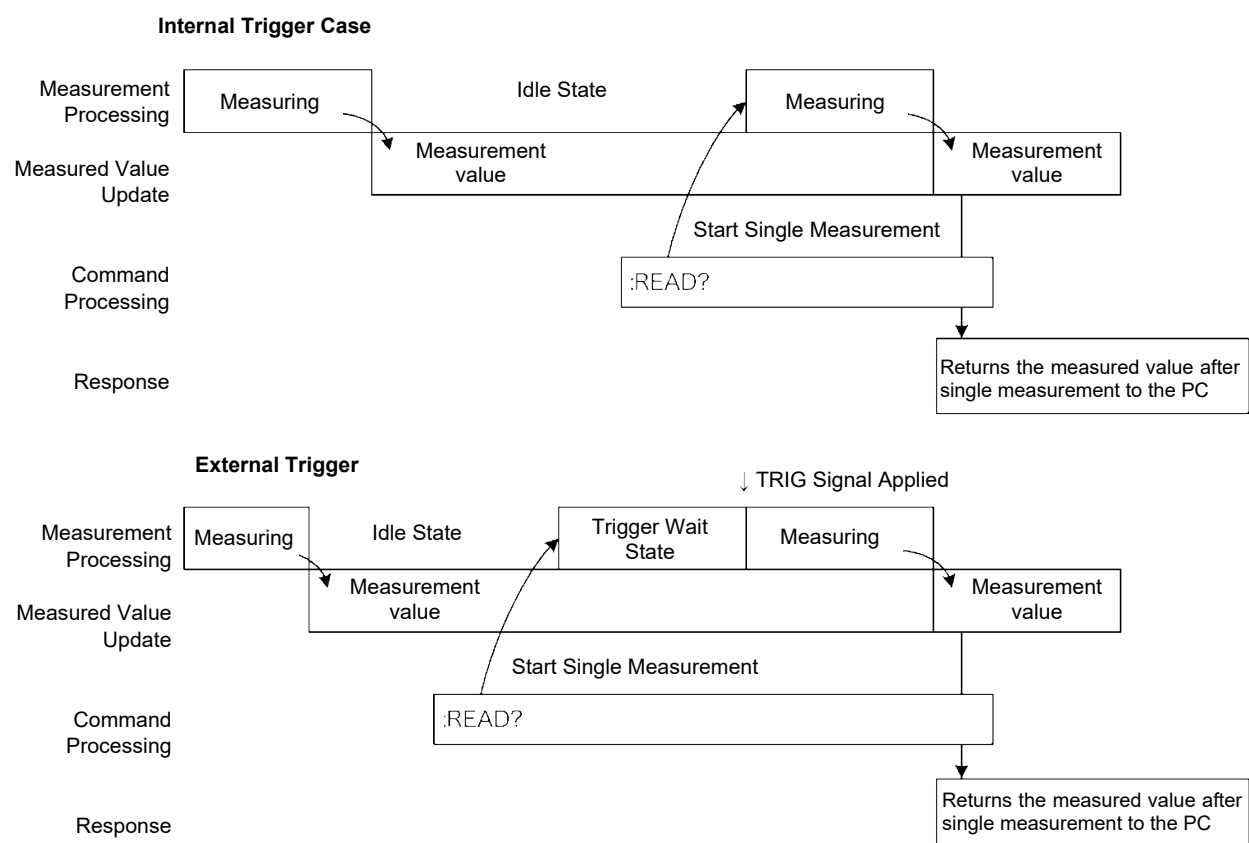 Internal Trigger Case
Measurement
Processing
Measuring
Idle State
Measuring
Measured Value
Update
Measurement
value
Measurement
value
Start Single Measurement
Command
Processing
:READ?
Response
Returns the measured value after
single measurement to the PC
External Trigger
↓ TRIG Signal Applied
Measurement
Processing
Measuring
Idle State
Trigger Wait
State
Measuring
Measured Value
Update
Measurement
value
Measurement
value
Start Single Measurement
Command
Processing
:READ?
Response
Returns the measured value after
single measurement to the PC